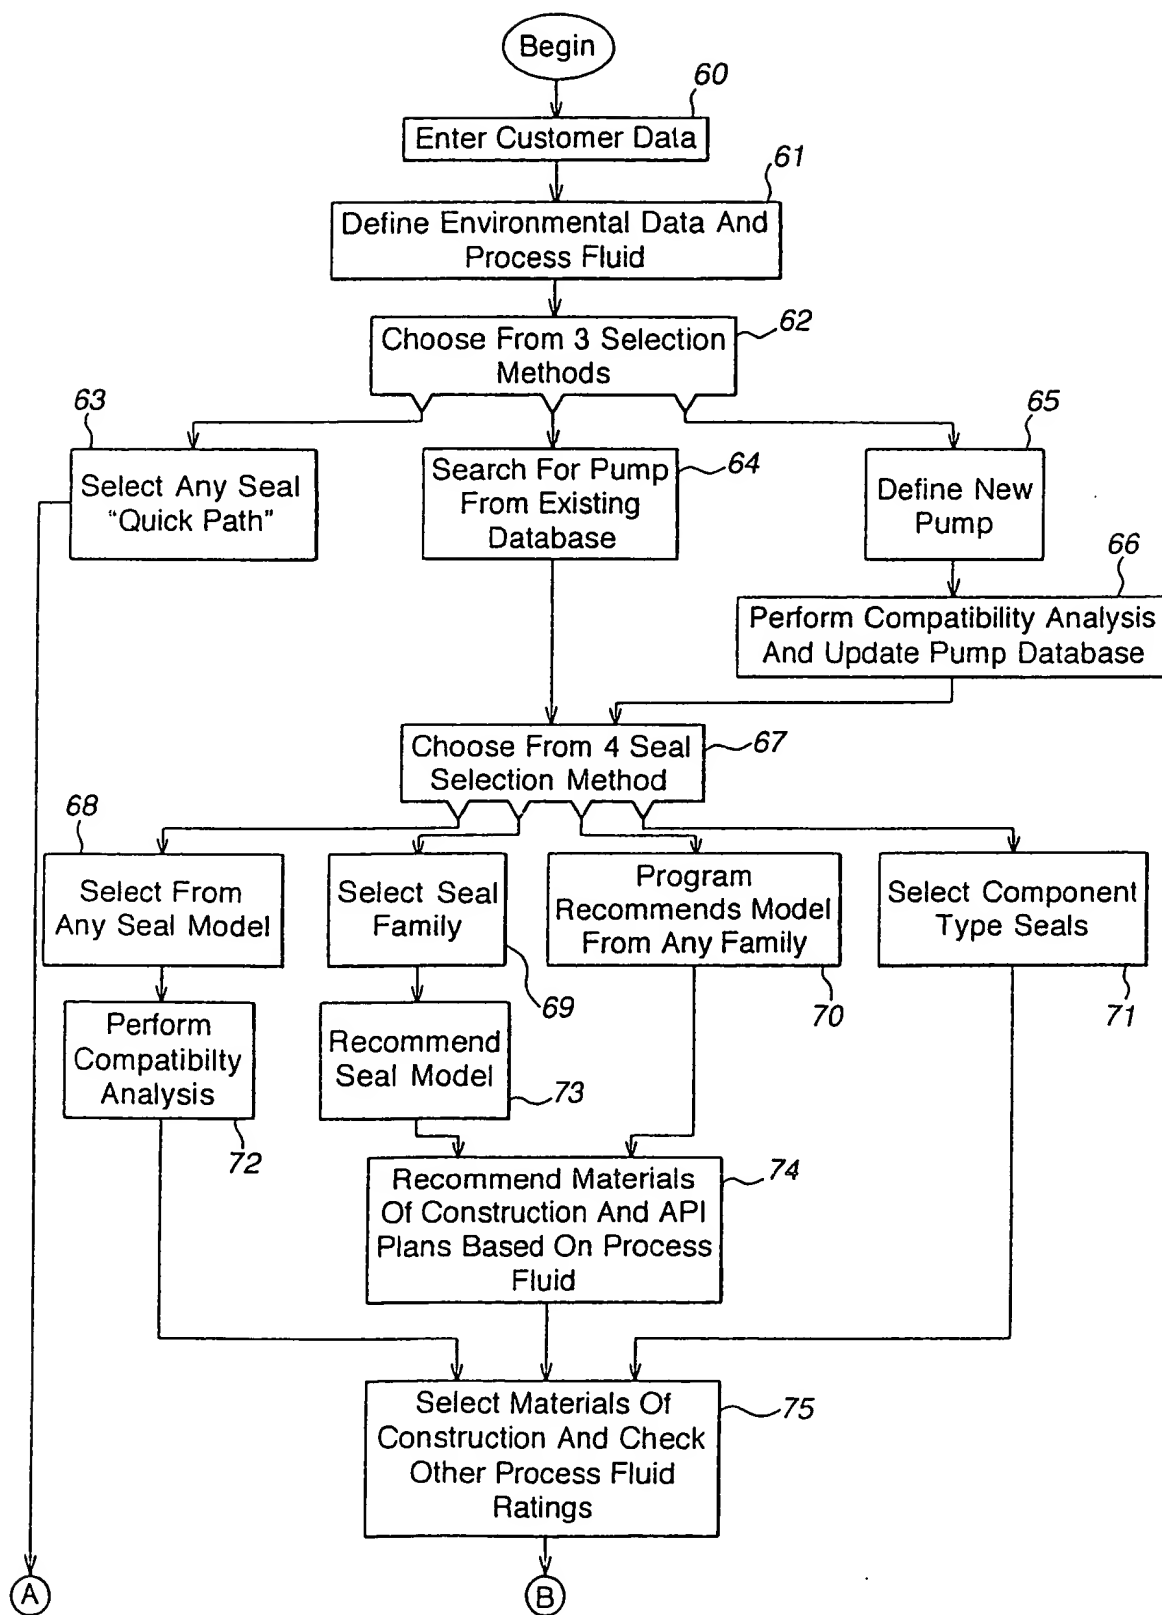 Begin
60
Enter Customer Data
61
Define Environmental Data And
Process Fluid
62
Choose From 3 Selection
Methods
63
Select Any Seal
"Quick Path"
64
Search For Pump
From Existing
Database
65
Define New
Pump
66
Perform Compatibility Analysis
And Update Pump Database
67
Choose From 4 Seal
Selection Method
68
Select From
Any Seal Model
Select Seal
Family
69
Program
Recommends Model
From Any Family
70
Select Component
Type Seals
71
Perform
Compatibilty
Analysis
72
Recommend
Seal Model
73
Recommend Materials
Of Construction And API
Plans Based On Process
Fluid
74
Select Materials Of
Construction And Check
Other Process Fluid
Ratings
75
A
B